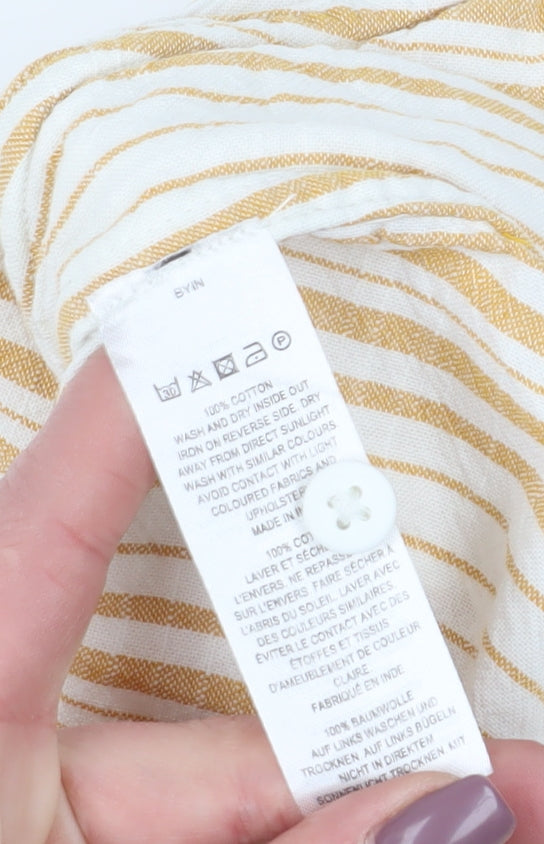 BYIN
30
P
100% COTTON
WASH AND DRY INSIDE OUT
IRON ON REVERSE SIDE. DRY
AWAY FROM DIRECT SUNLIGHT
WASH WITH SIMILAR COLOURS.
AVOID CONTACT WITH LIGHT
COLOURED FABRICS AND
MADE IN
100%
LAVER ET
L'ENVERS. NE
SUR L'ENVERS. FAIRE SÉCHER À
L'ABRIS DU SOLEIL. LAVER AVEC
DES COULEURS SIMILAIRES.
ÉVITER LE CONTACT AVEC DES
ÉTOFFES ET TISSUS
D'AMEUBLEMENT DE COULEUR
CLAIRE
FABRIQUÉ EN INDE
100% BAUMWOLLE
AUF LINKS WASCHEN UND
TROCKNEN. AUF LINKS BÜGELN
NICHT IN DIREKTEM
SONNENLICHT TROCKNEN. MIT